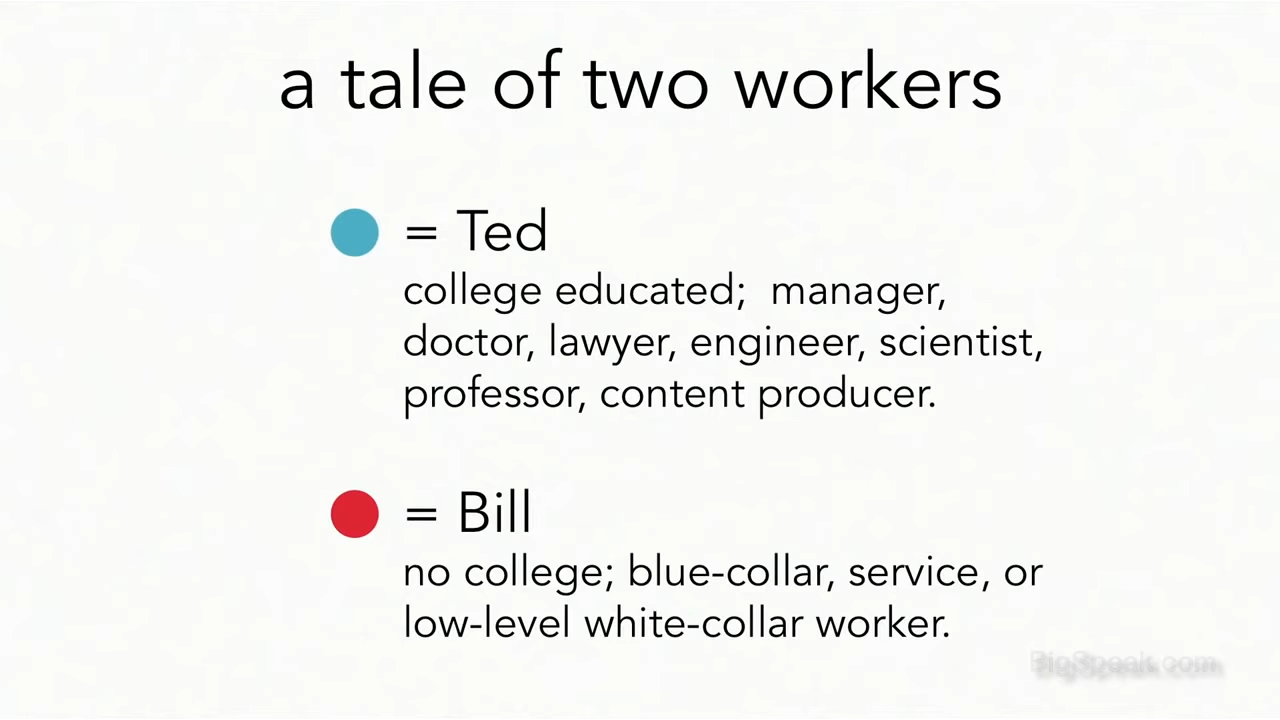 a tale of two workers
= Ted
college educated;  manager,
doctor, lawyer, engineer, scientist,
professor, content producer.
= Bill
no college; blue-collar, service, or
low-level white-collar worker.
BigSpeak.com